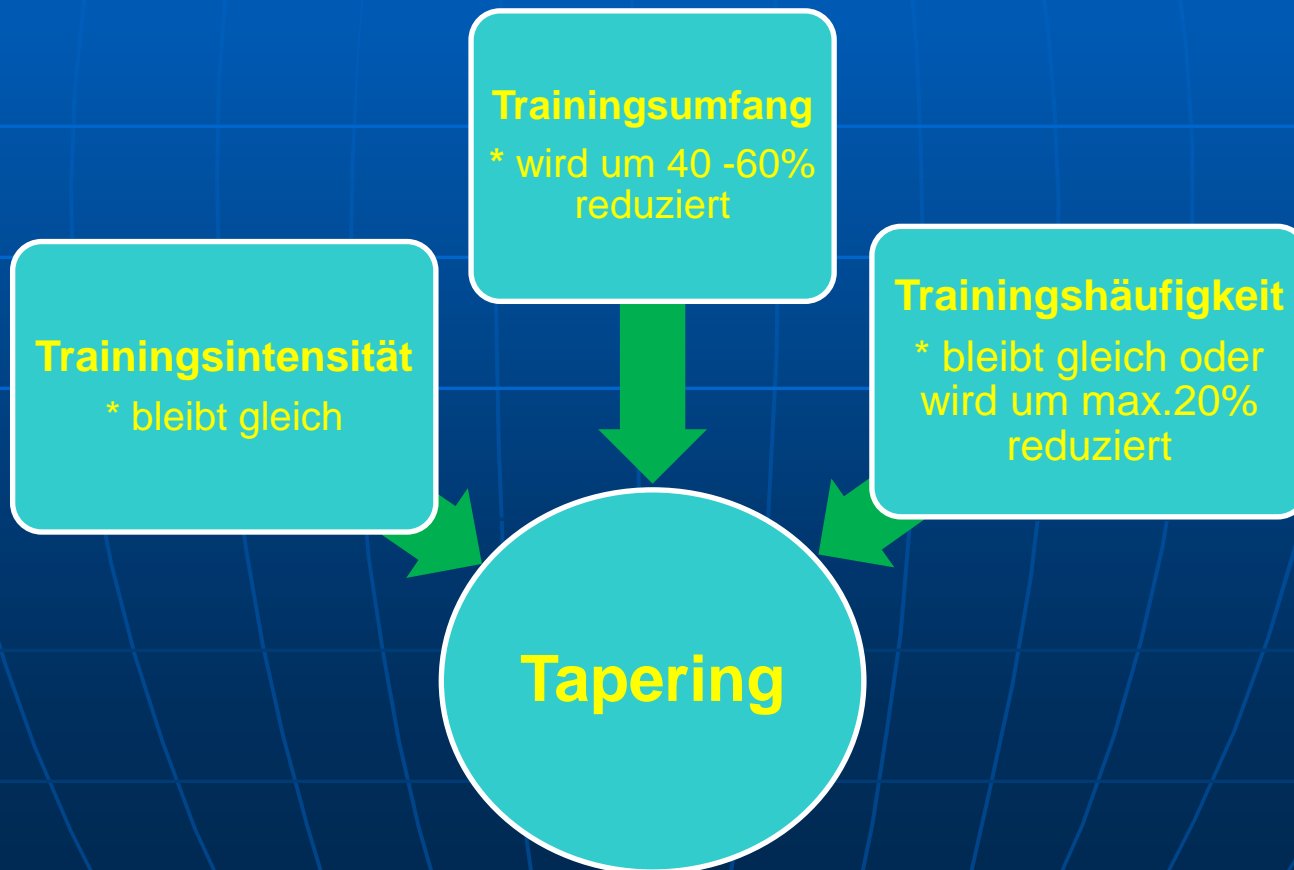 Trainingsumfang
* wird um 40 -60%
reduziert
Trainingsintensität
* bleibt gleich
Trainingshäufigkeit
* bleibt gleich oder
wird um max.20%
reduziert
Tapering